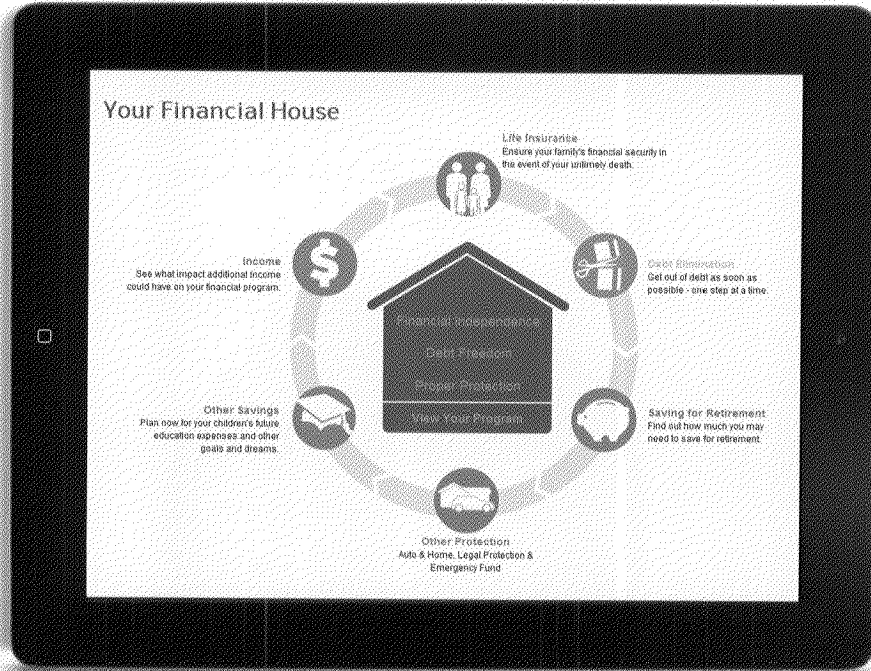 Your Financial House
Life Insurance
Ensure your family's financial security in
the event of your untimely death.
Income
See what impact additional income
could have on your financial program.
Debt Elimination
Get out of debt as soon as
possible - one step at a time.
Financial Independence
Debt Freedom
Proper Protection
View Your Program
Other Savings
Plan now for your children's future
education expenses and other
goals and dreams.
Saving for Retirement
Find out how much you may
need to save for retirement.
Other Protection
Auto & Home, Legal Protection &
Emergency Fund